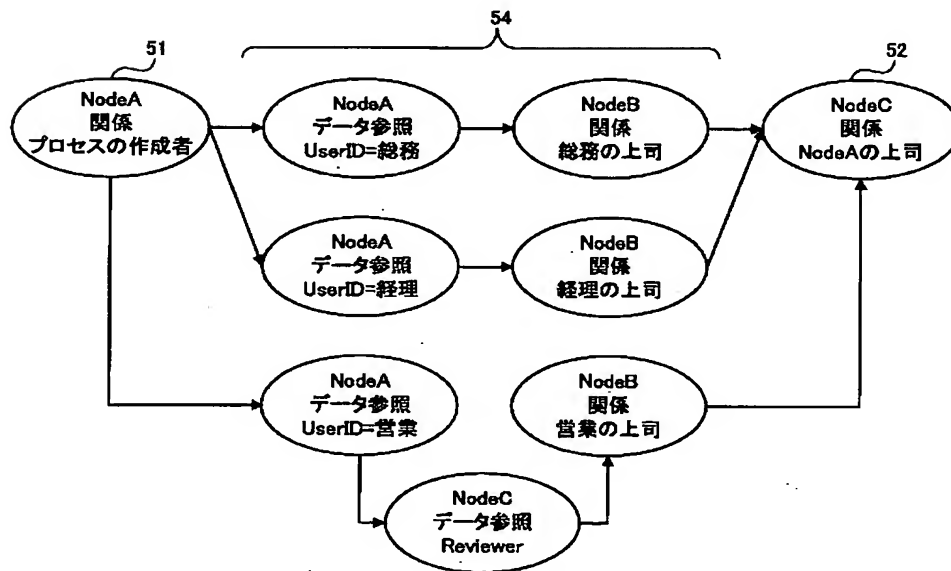 54
51
52
NodeA
関係
プロセスの作成者
NodeA
データ参照
UserID=総務
NodeB
関係
総務の上司
NodeC
関係
NodeAの上司
NodeA
データ参照
UserID=経理
NodeB
関係
経理の上司
NodeA
データ参照
UserID=営業
NodeB
関係
営業の上司
NodeC
データ参照
Reviewer